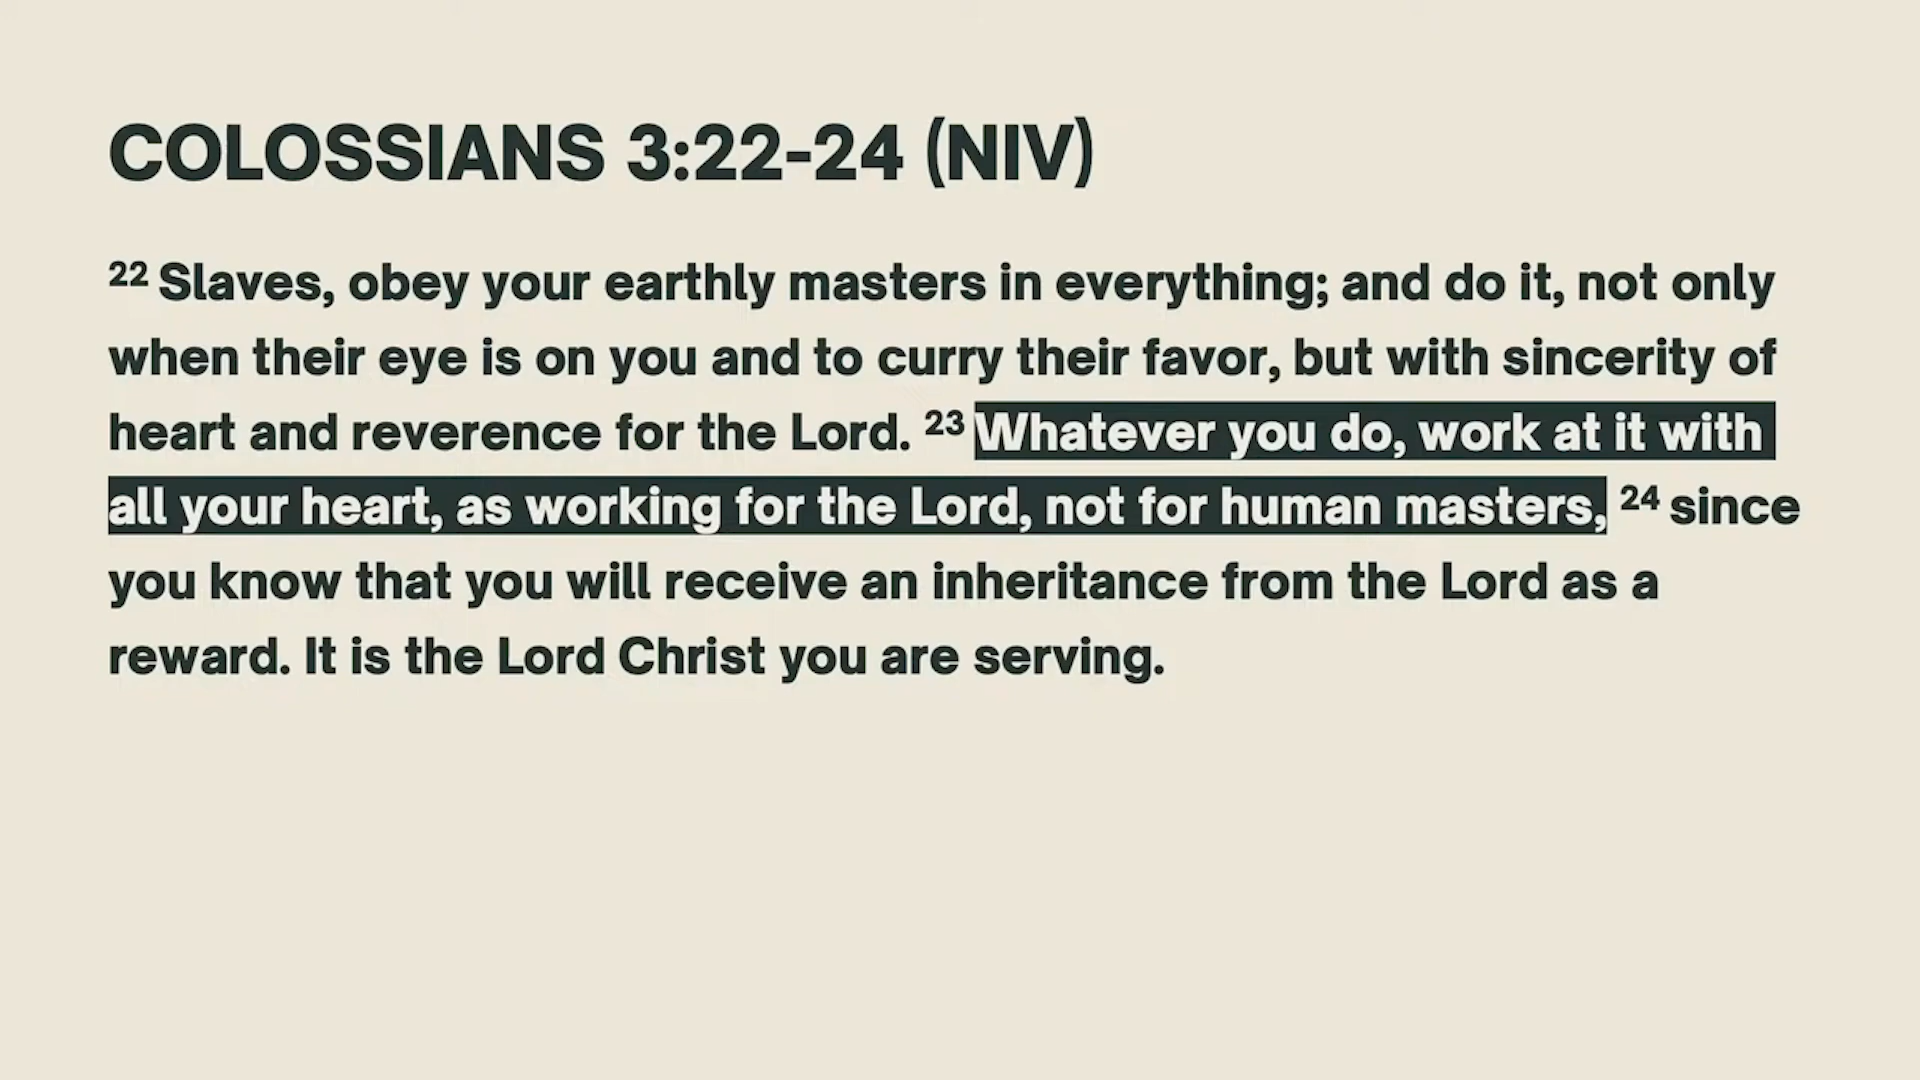 COLOSSIANS 3:22-24 (NIV)
²² Slaves, obey your earthly masters in everything; and do it, not only
when their eye is on you and to curry their favor, but with sincerity of
heart and reverence for the Lord. ²³ Whatever you do, work at it with
all your heart, as working for the Lord, not for human masters, ²⁴ since
you know that you will receive an inheritance from the Lord as a
reward. It is the Lord Christ you are serving.